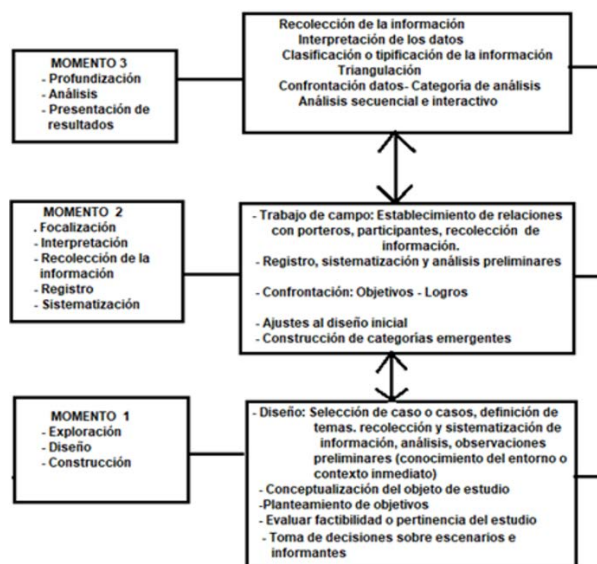 Recolección de la información
Interpretación de los datos
Clasificación o tipificación de la información
Triangulación
Confrontación datos- Categoría de análisis
Análisis secuencial e interactivo
MOMENTO 3
- Profundización
- Análisis
- Presentación de
resultados
MOMENTO 2
. Focalización
- Interpretación
- Recolección de la
información
- Registro
- Sistematización
- Trabajo de campo: Establecimiento de relaciones
con porteros, participantes, recolección de
información.
- Registro, sistematización y análisis preliminares
- Confrontación: Objetivos - Logros
- Ajustes al diseño inicial
- Construcción de categorías emergentes
MOMENTO 1
- Exploración
- Diseño
- Construcción
- Diseño: Selección de caso o casos, definición de
temas. recolección y sistematización de
información, análisis, observaciones
preliminares (conocimiento del entorno o
contexto inmediato)
- Conceptualización del objeto de estudio
-Planteamiento de objetivos
- Evaluar factibilidad o pertinencia del estudio
- Toma de decisiones sobre escenarios e
informantes